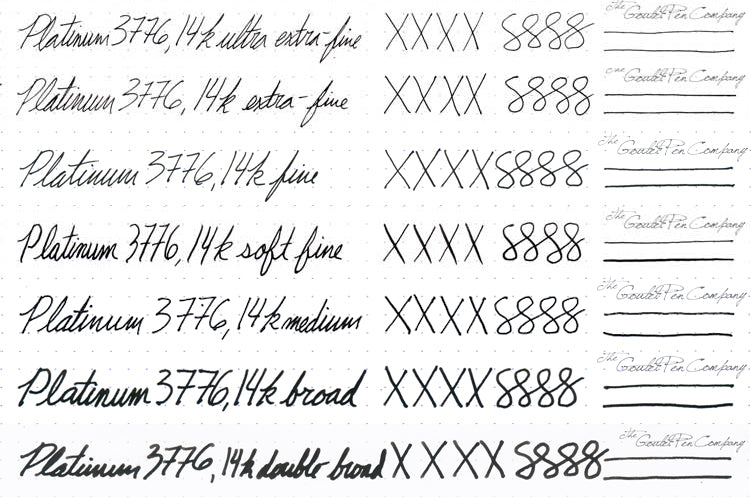 Platinum 3776, 14k ultra extra-fine XXXX 8888 The Goulet Pen Company
Platinum 3776, 14k extra-fine XXXX 8888 The Goulet Pen Company
Platinum 3776, 14k fine XXXX 8888 The Goulet Pen Company
Platinum 3776, 14k soft fine XXXX 8888 The Goulet Pen Company
Platinum 3776, 14k medium XXXX 8888 The Goulet Pen Company
Platinum 3776, 14k broad XXXX 8888 The Goulet Pen Company
Platinum 3776, 14k double broad XXXX 8888 The Goulet Pen Company